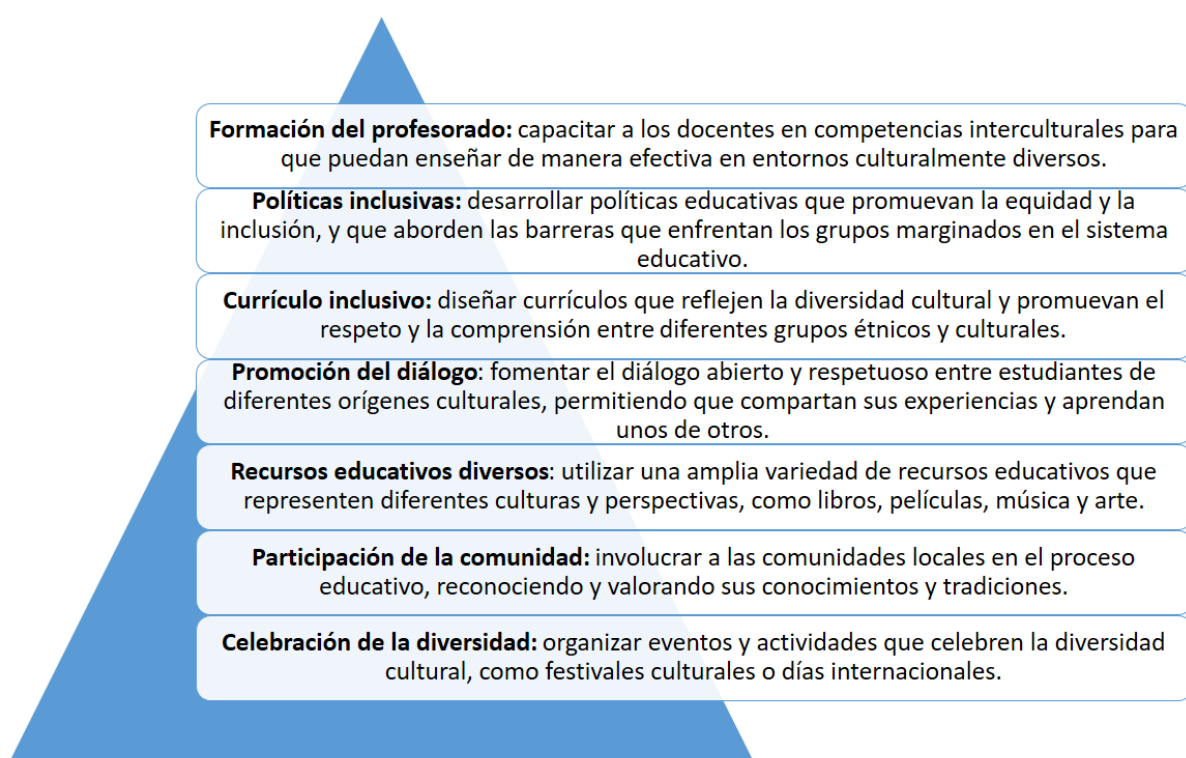 Formación del profesorado: capacitar a los docentes en competencias interculturales para
que puedan enseñar de manera efectiva en entornos culturalmente diversos.
Políticas inclusivas: desarrollar políticas educativas que promuevan la equidad y la
inclusión, y que aborden las barreras que enfrentan los grupos marginados en el sistema
educativo.
Currículo inclusivo: diseñar currículos que reflejen la diversidad cultural y promuevan el
respeto y la comprensión entre diferentes grupos étnicos y culturales.
Promoción del diálogo: fomentar el diálogo abierto y respetuoso entre estudiantes de
diferentes orígenes culturales, permitiendo que compartan sus experiencias y aprendan
unos de otros.
Recursos educativos diversos: utilizar una amplia variedad de recursos educativos que
representen diferentes culturas y perspectivas, como libros, películas, música y arte.
Participación de la comunidad: involucrar a las comunidades locales en el proceso
educativo, reconociendo y valorando sus conocimientos y tradiciones.
Celebración de la diversidad: organizar eventos y actividades que celebren la diversidad
cultural, como festivales culturales o días internacionales.